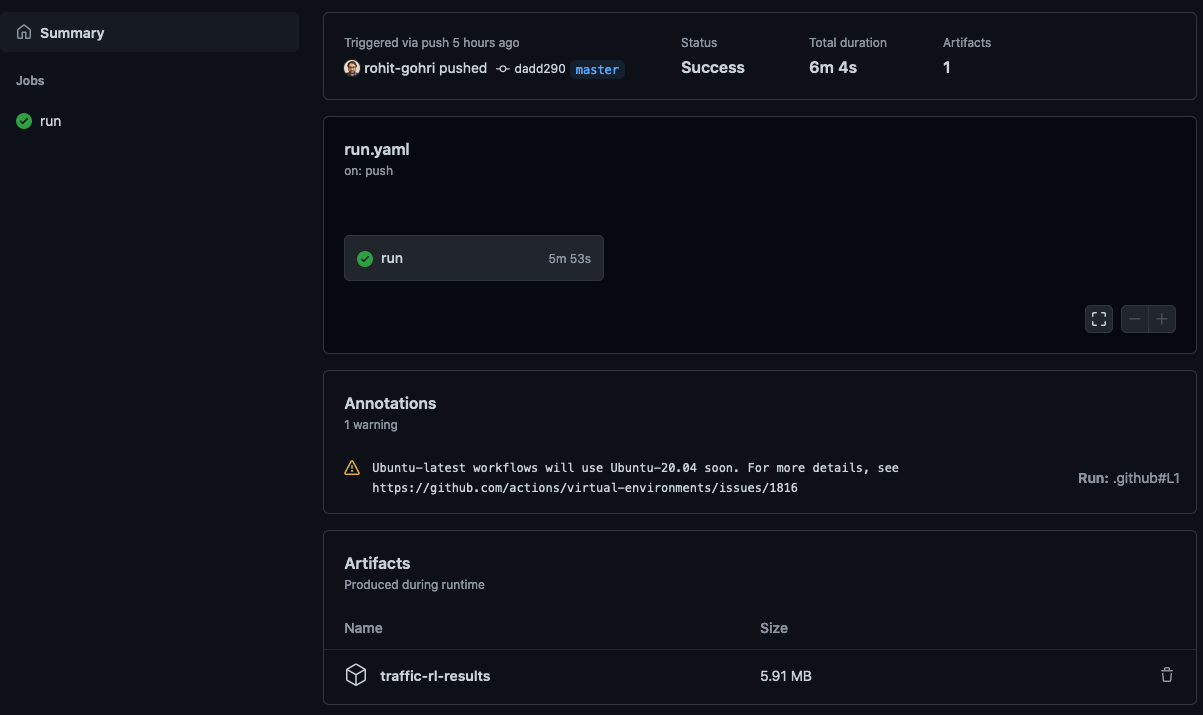 Summary
Jobs
run
Triggered via push 5 hours ago
rohit-gohri pushed dadd290 master
Status
Success
Total duration
6m 4s
Artifacts
1
run.yaml
on: push
run 5m 53s
Annotations
1 warning
Ubuntu-latest workflows will use Ubuntu-20.04 soon. For more details, see
https://github.com/actions/virtual-environments/issues/1816
Run: .github#L1
Artifacts
Produced during runtime
Name Size
traffic-rl-results 5.91 MB